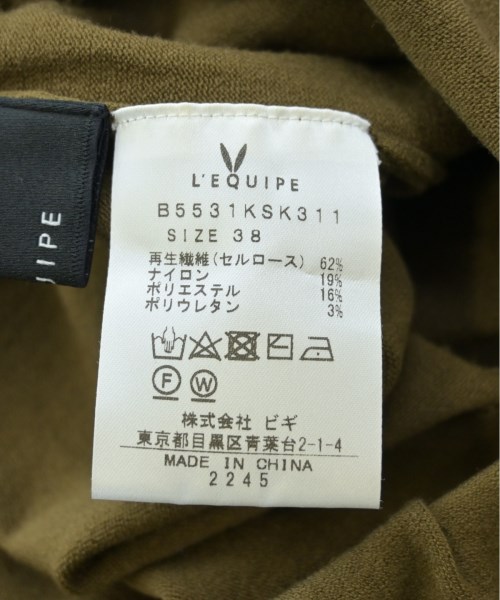 L'EQUIPE
B5531KSK311
SIZE 38
再生繊維(セルロース) 62%
ナイロン 19%
ポリエステル 16%
ポリウレタン 3%
F W
株式会社 ビギ
東京都目黒区青葉台2-1-4
MADE IN CHINA
2245
UIPE